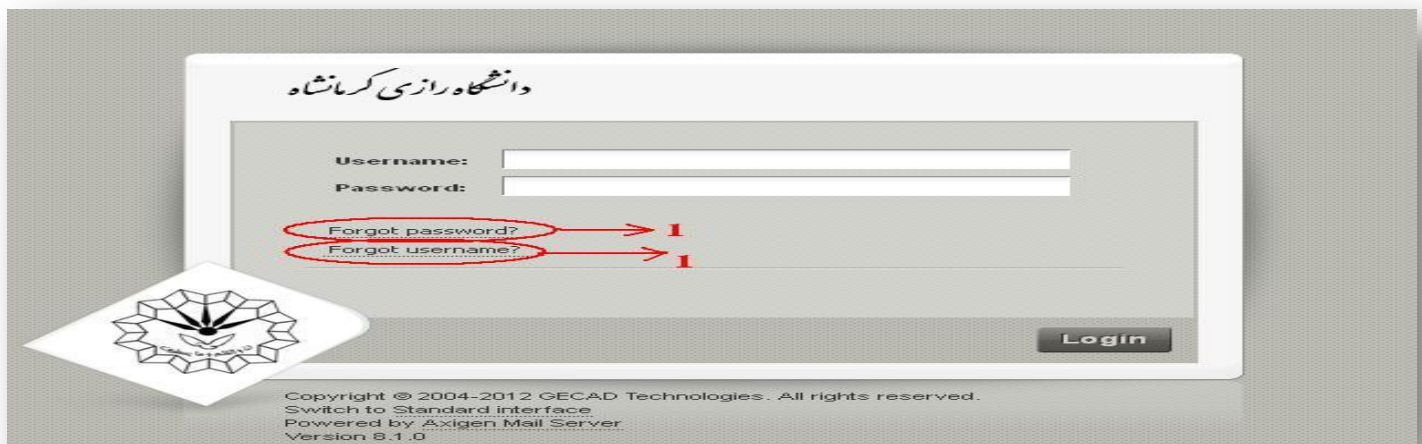 دانشگاه رازی کرمانشاه
Username:
Password:
Forgot password? 1
Forgot username? 1
Login
Copyright © 2004-2012 GECAD Technologies. All rights reserved.
Switch to Standard interface
Powered by Axigen Mail Server
Version 8.1.0